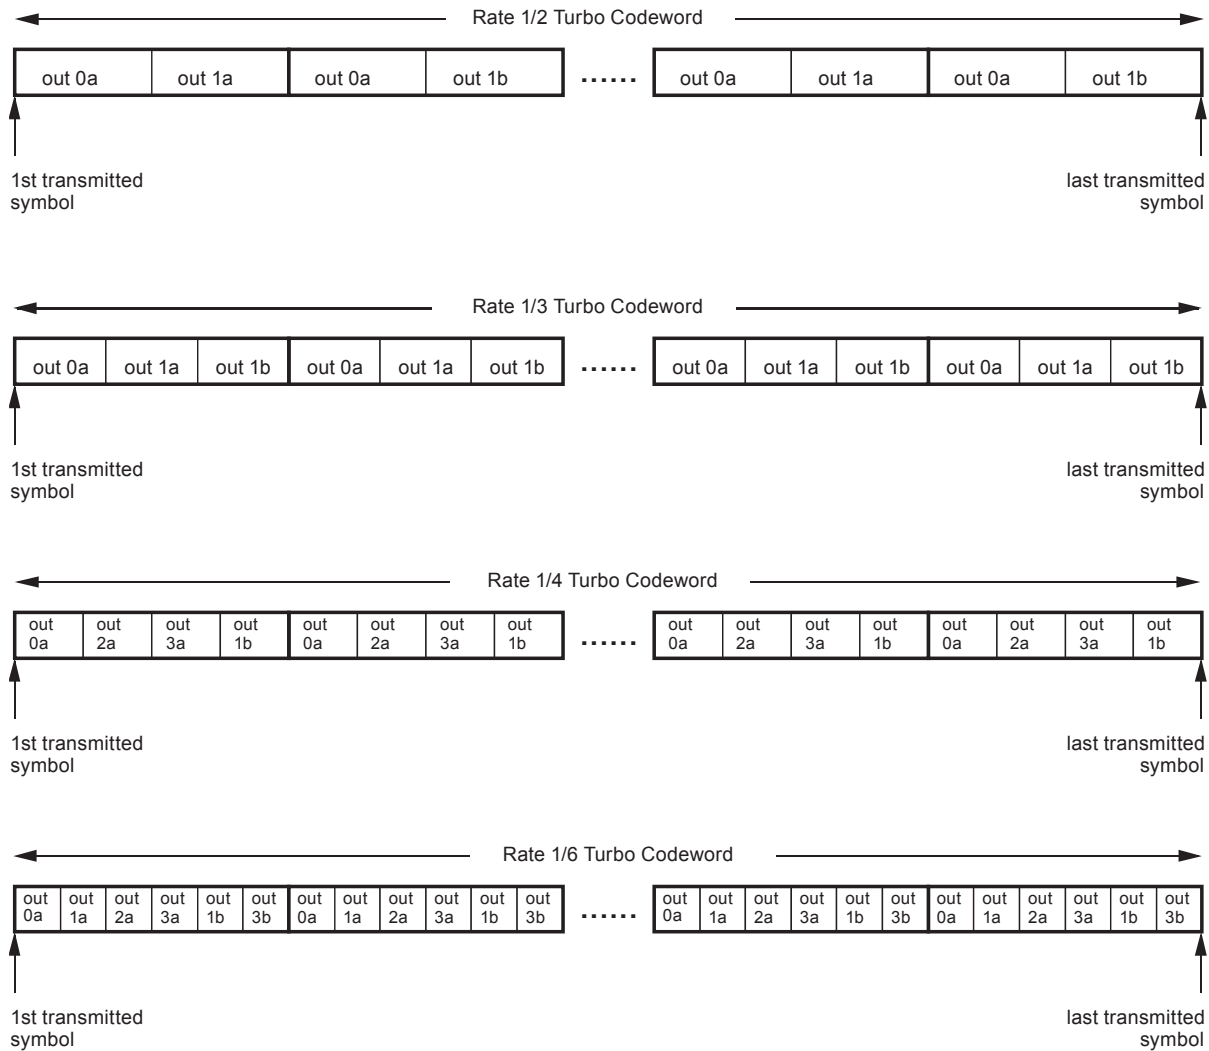 Rate 1/2 Turbo Codeword
out 0a out 1a out 0a out 1b ...... out 0a out 1a out 0a out 1b
1st transmitted
symbol
last transmitted
symbol
Rate 1/3 Turbo Codeword
out 0a out 1a out 1b out 0a out 1a out 1b ...... out 0a out 1a out 1b out 0a out 1a out 1b
1st transmitted
symbol
last transmitted
symbol
Rate 1/4 Turbo Codeword
out out out out out out out out ...... out out out out out out out out
0a 2a 3a 1b 0a 2a 3a 1b 0a 2a 3a 1b 0a 2a 3a 1b
1st transmitted
symbol
last transmitted
symbol
Rate 1/6 Turbo Codeword
out out out out out out out out out out out out ...... out out out out out out out out out out out out
0a 1a 2a 3a 1b 3b 0a 1a 2a 3a 1b 3b 0a 1a 2a 3a 1b 3b 0a 1a 2a 3a 1b 3b
1st transmitted
symbol
last transmitted
symbol